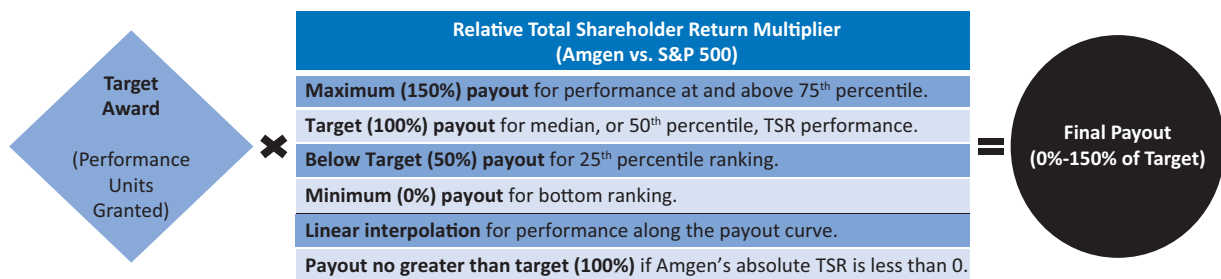 Target
Award
(Performance
Units
Granted)
Relative Total Shareholder Return Multiplier
(Amgen vs. S&P 500)
Maximum (150%) payout for performance at and above 75th percentile.
Target (100%) payout for median, or 50th percentile, TSR performance.
Below Target (50%) payout for 25th percentile ranking.
Minimum (0%) payout for bottom ranking.
Linear interpolation for performance along the payout curve.
Payout no greater than target (100%) if Amgen’s absolute TSR is less than 0.
Final Payout
(0%-150% of Target)